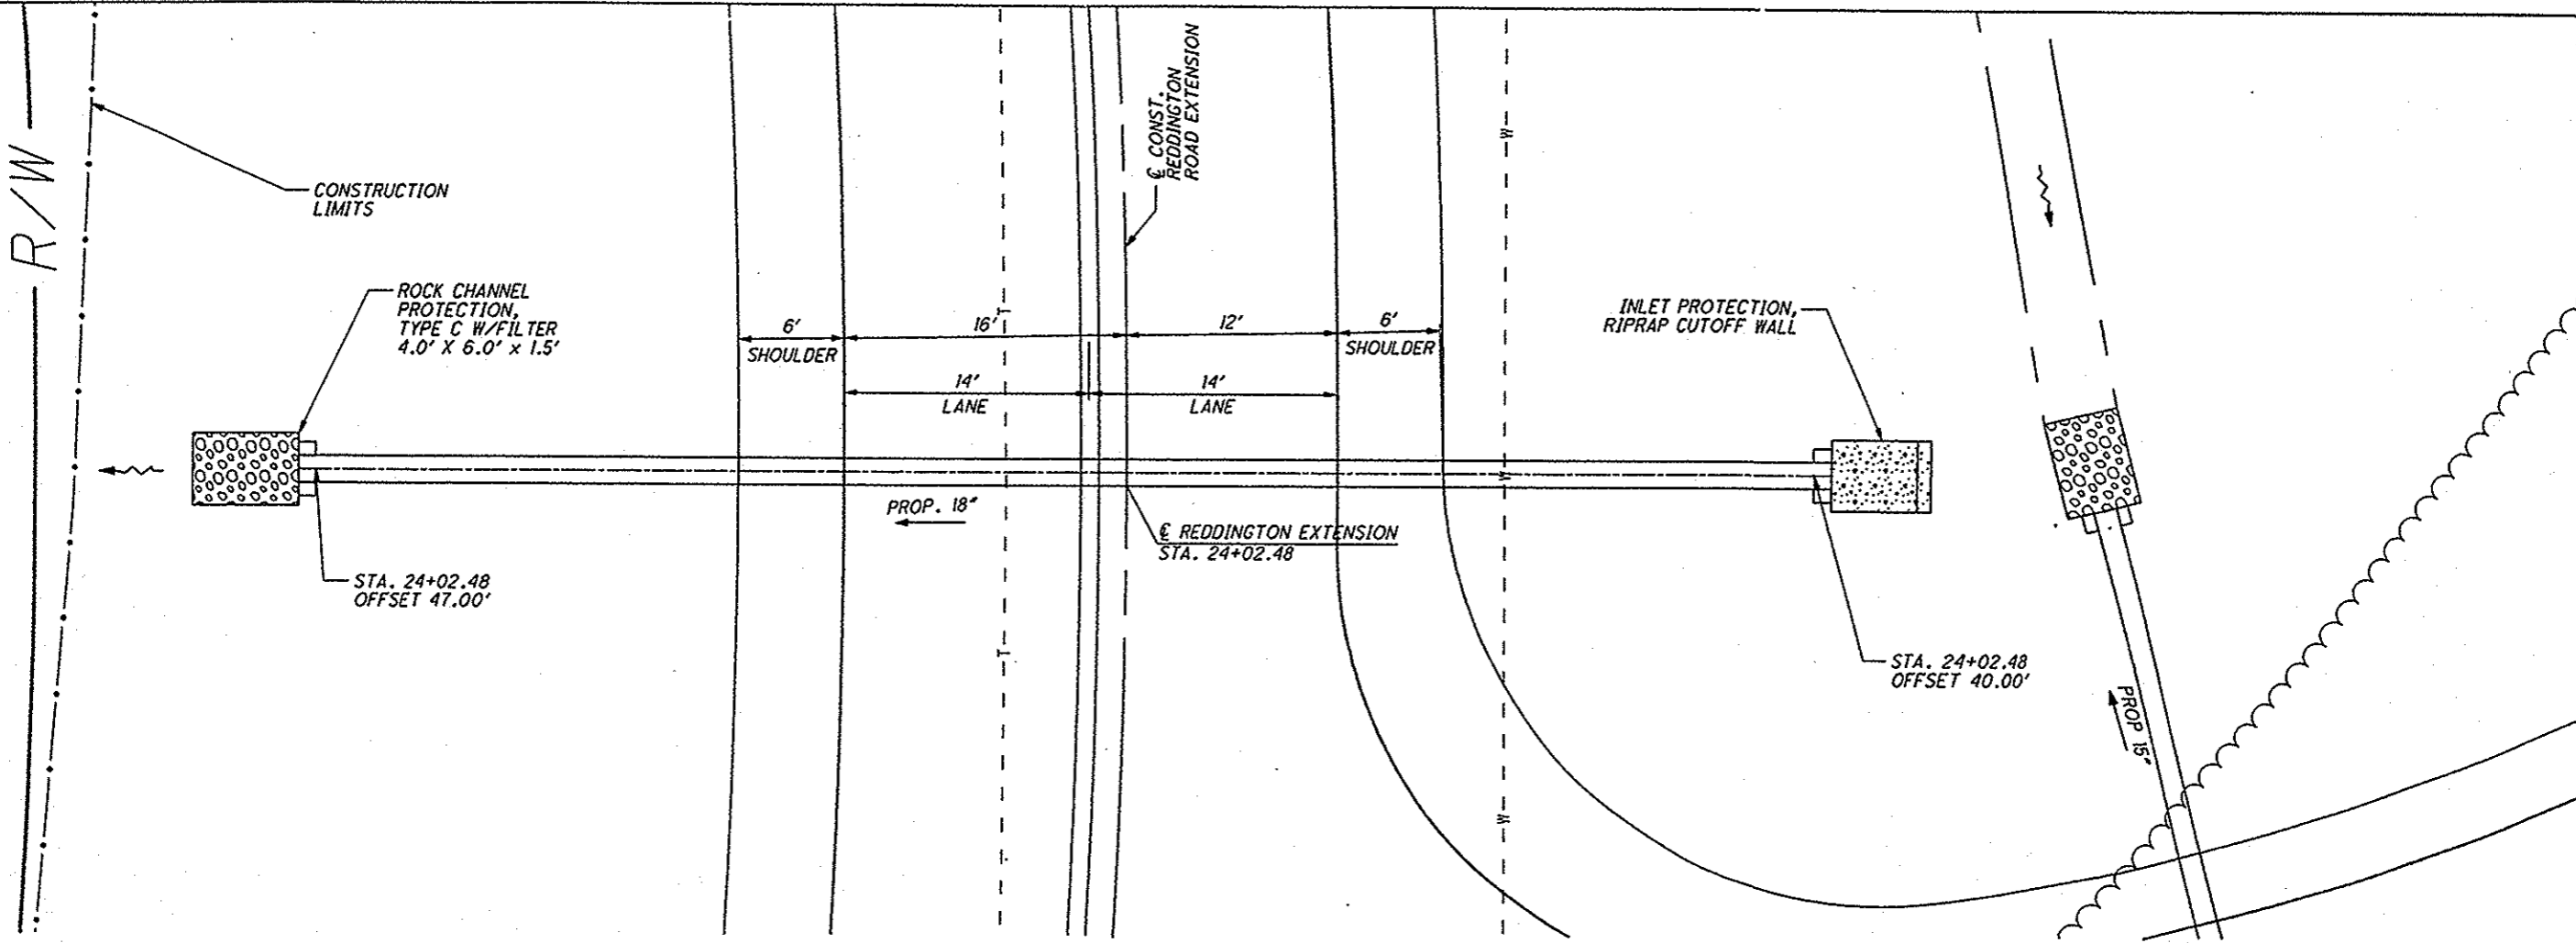 R/W
CONSTRUCTION
LIMITS
ROCK CHANNEL
PROTECTION,
TYPE C W/FILTER
4.0' X 6.0' x 1.5'
℄ CONST.
REDDINGTON
ROAD EXTENSION
INLET PROTECTION,
RIPRAP CUTOFF WALL
6'
16'
12'
6'
SHOULDER
SHOULDER
14'
14'
LANE
LANE
T
T
W
W
W
PROP. 18"
℄ REDDINGTON EXTENSION
STA. 24+02.48
STA. 24+02.48
OFFSET 47.00'
STA. 24+02.48
OFFSET 40.00'
PROP 15"